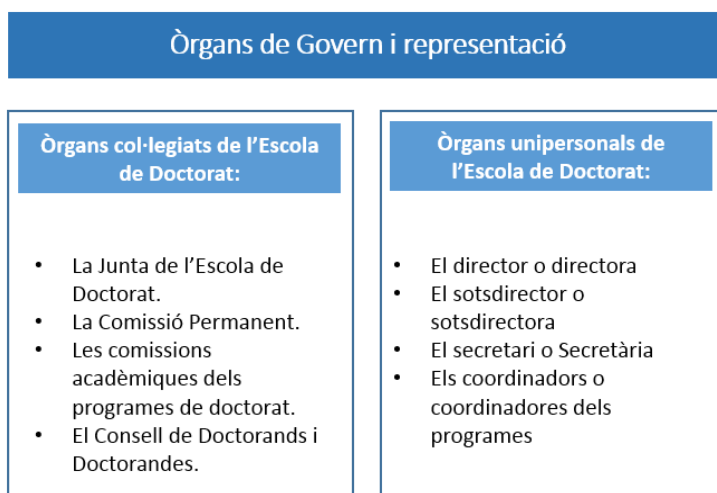 Òrgans de Govern i representació
Òrgans col·legiats de l’Escola
de Doctorat:
• La Junta de l’Escola de
Doctorat.
• La Comissió Permanent.
• Les comissions
acadèmiques dels
programes de doctorat.
• El Consell de Doctorands i
Doctorandes.
Òrgans unipersonals de
l’Escola de Doctorat:
• El director o directora
• El sotsdirector o
sotsdirectora
• El secretari o Secretària
• Els coordinadors o
coordinadores dels
programes